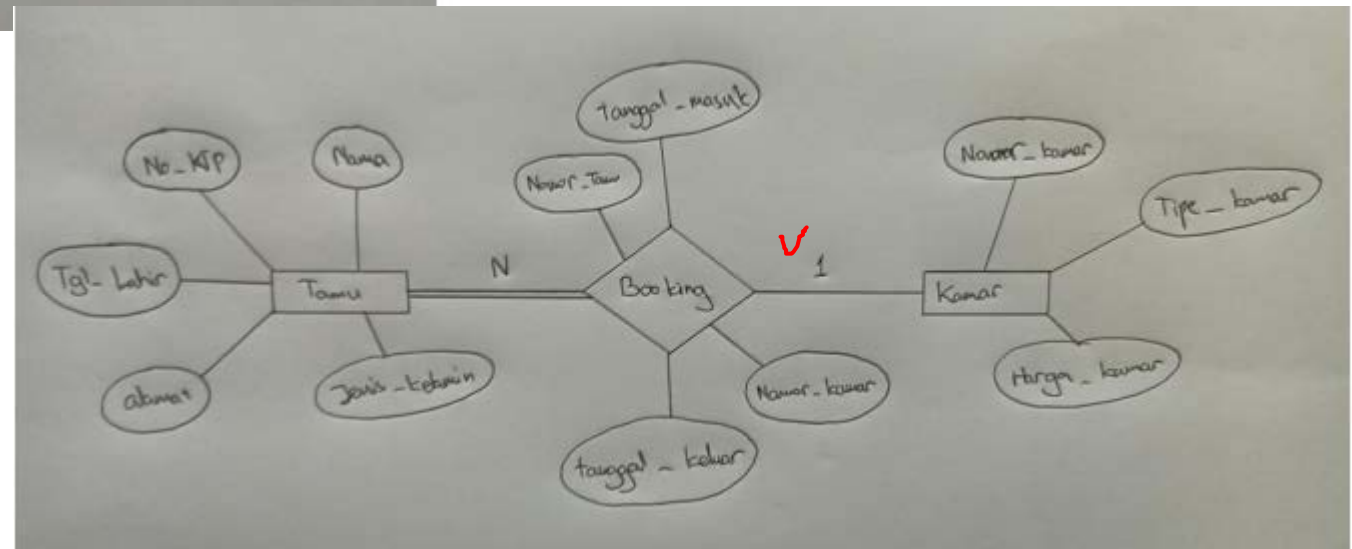 tanggal_masuk
No_KTP
Nama
Nomor_kamar
Nomor_Tamu
Tipe_kamar
Tgl_Lahir
N
1
Tamu
Booking
Kamar
alamat
Jenis_kelamin
Nomor_kamar
Harga_kamar
tanggal_keluar